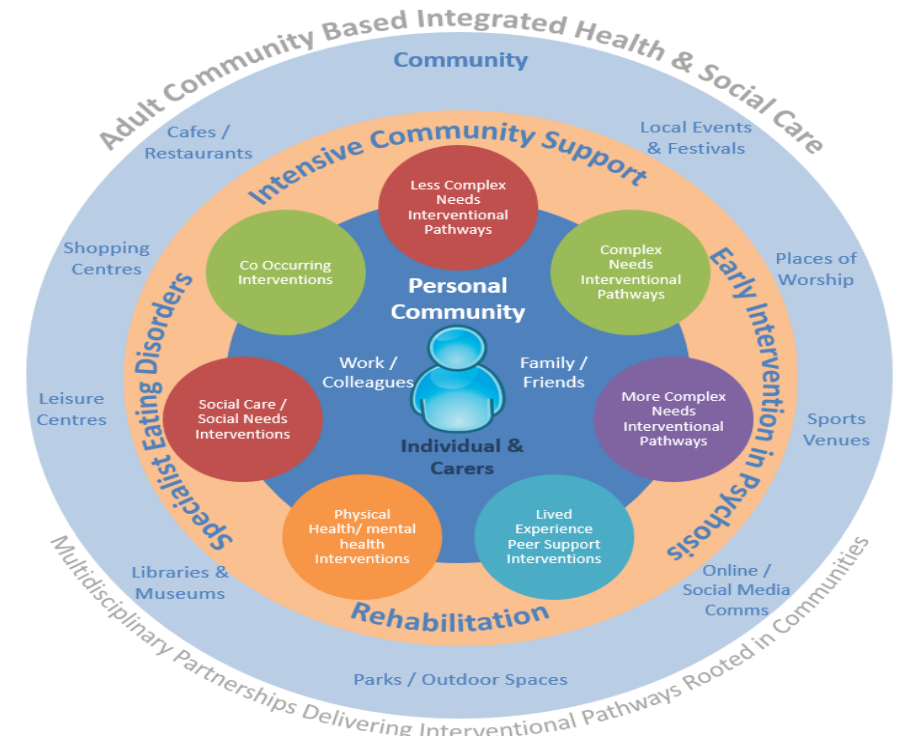 Adult Community Based Integrated Health & Social Care
Community
Cafes /
Restaurants
Local Events
& Festivals
Shopping
Centres
Places of
Worship
Leisure
Centres
Sports
Venues
Libraries &
Museums
Online /
Social Media
Comms
Parks / Outdoor Spaces
Intensive Community Support
Early Intervention in Psychosis
Rehabilitation
Specialist Eating Disorders
Less Complex
Needs
Interventional
Pathways
Co Occurring
Interventions
Complex
Needs
Interventional
Pathways
Social Care /
Social Needs
Interventions
More Complex
Needs
Interventional
Pathways
Physical
Health/ mental
health
Interventions
Lived
Experience
Peer Support
Interventions
Personal
Community
Work /
Colleagues
Family /
Friends
Individual &
Carers
Multidisciplinary Partnerships Delivering Interventional Pathways Rooted in Communities